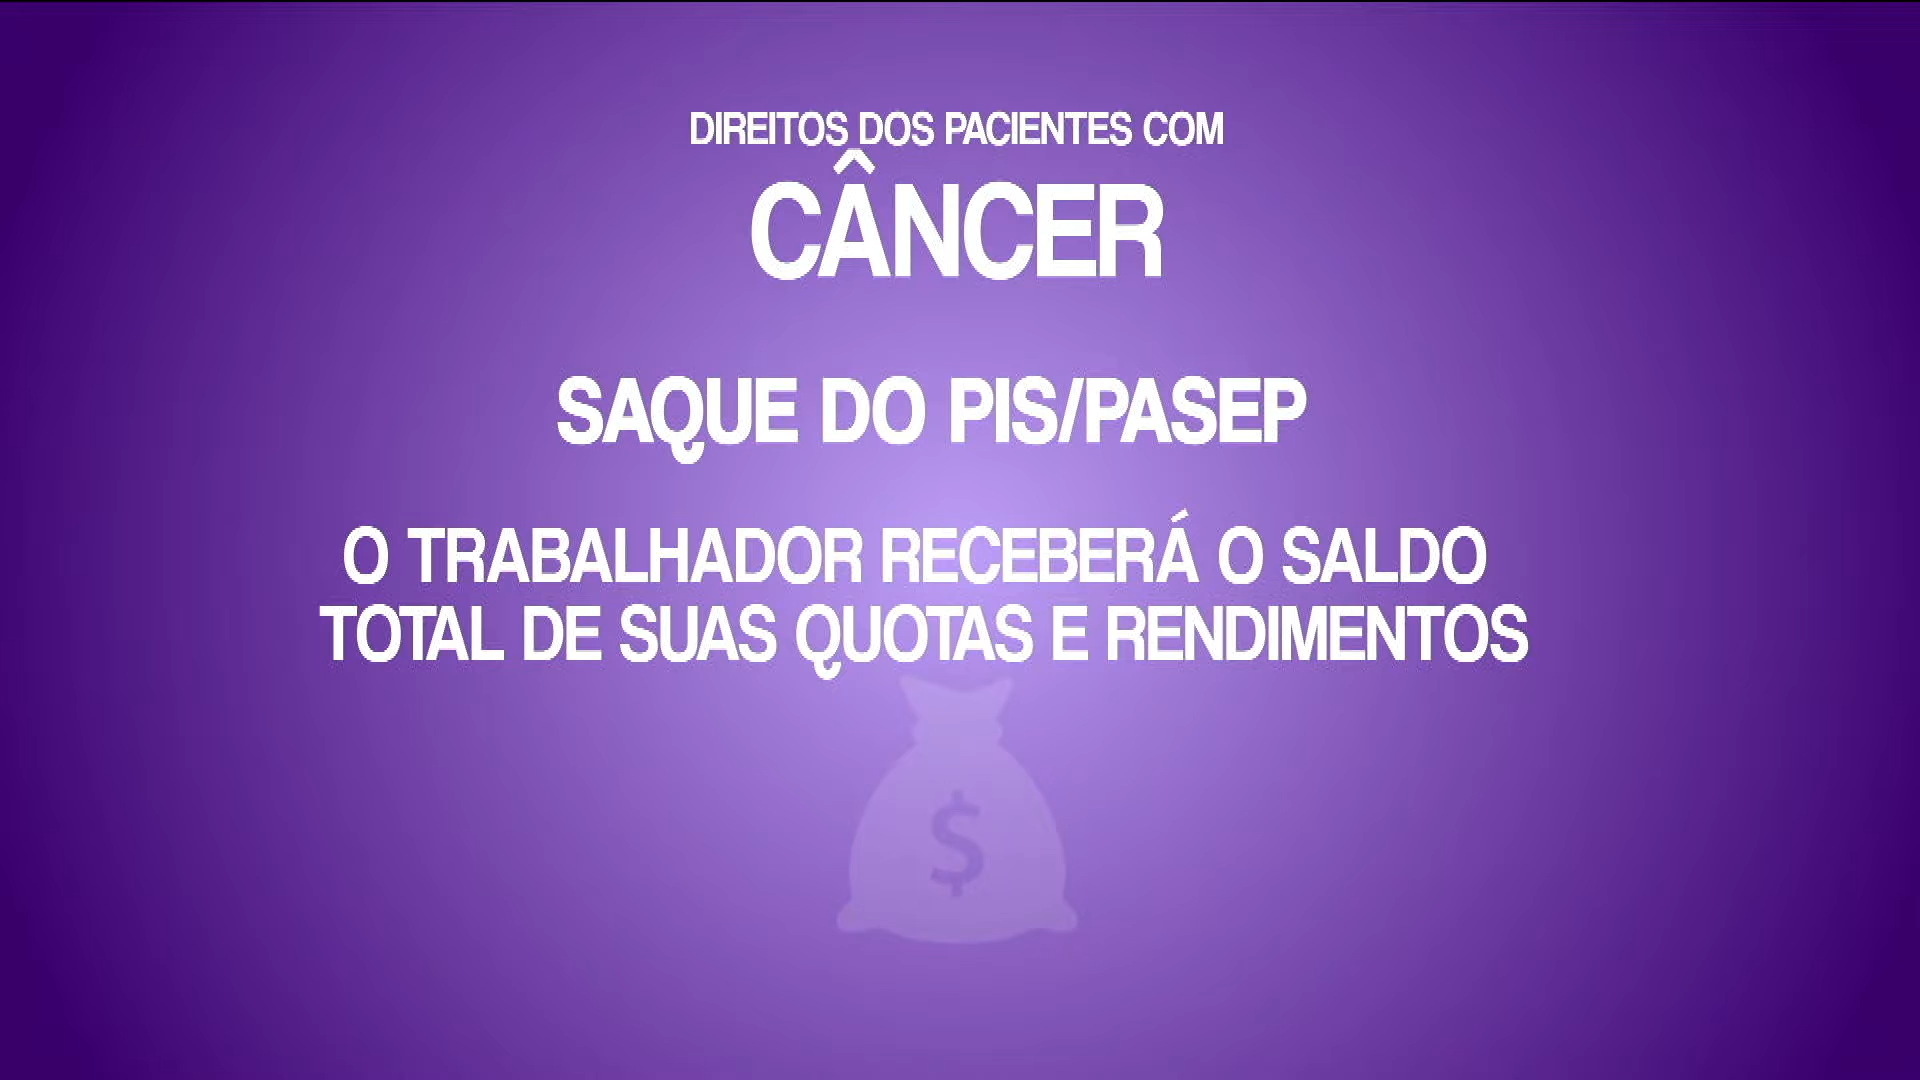 DIREITOS DOS PACIENTES COM
CÂNCER
SAQUE DO PIS/PASEP
O TRABALHADOR RECEBERÁ O SALDO
TOTAL DE SUAS QUOTAS E RENDIMENTOS
$